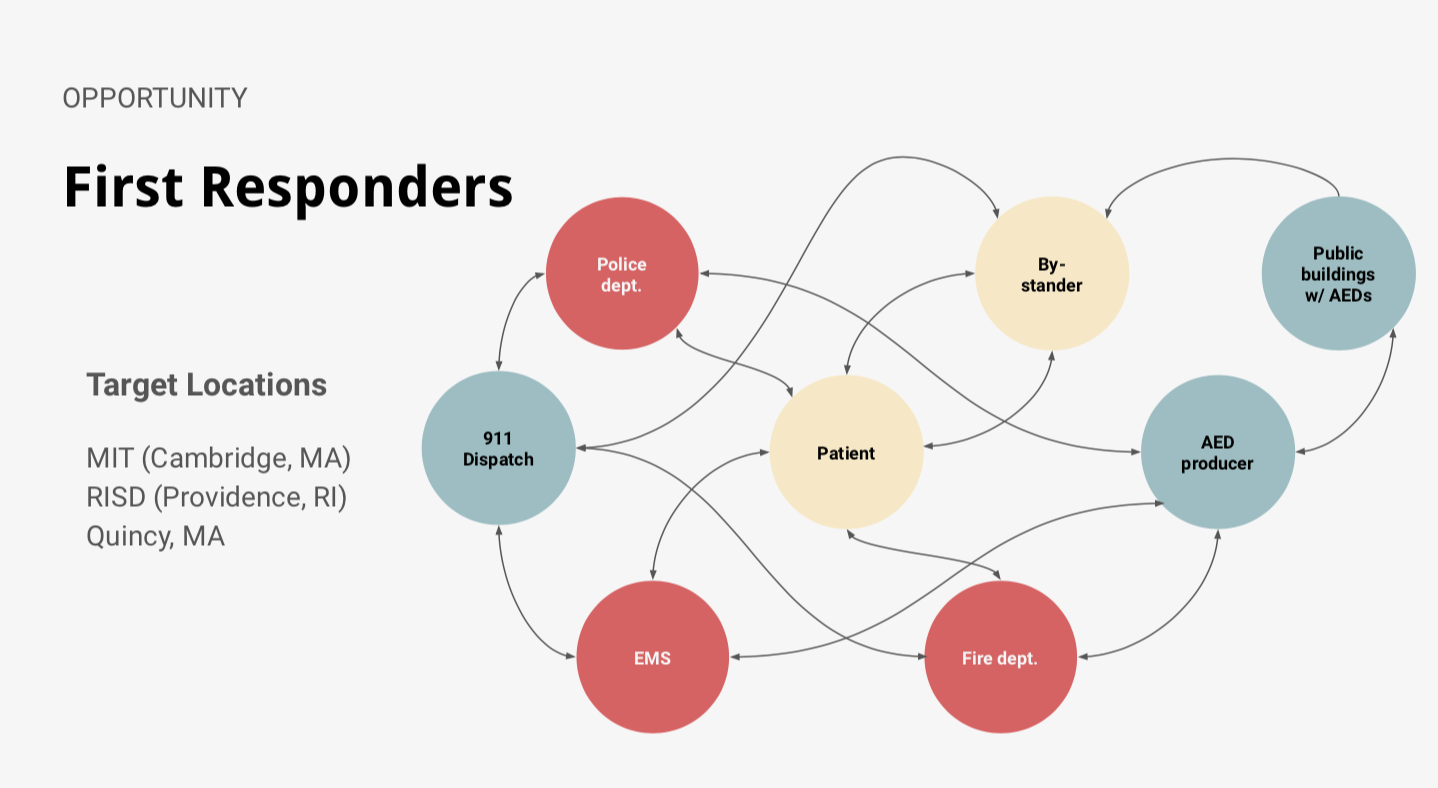 OPPORTUNITY
First Responders
Target Locations
MIT (Cambridge, MA)
RISD (Providence, RI)
Quincy, MA
Police
dept.
By-
stander
Public
buildings
w/ AEDs
911
Dispatch
Patient
AED
producer
EMS
Fire dept.